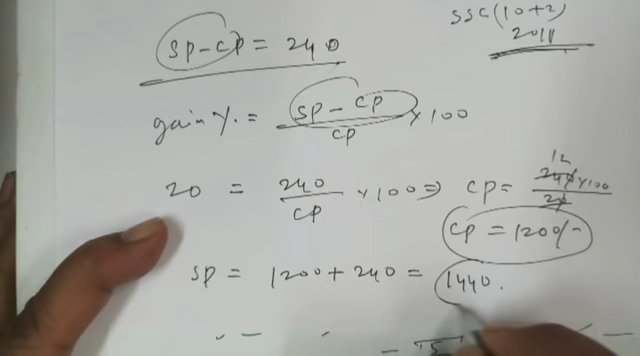 SSC (10+2)
2011
SP - CP = 240
gain %. = SP - CP / CP × 100
20 = 240 / CP × 100 ⇒ CP = 240 × 100 / 20
12
CP = 1200/-
SP = 1200 + 240 = 1440.